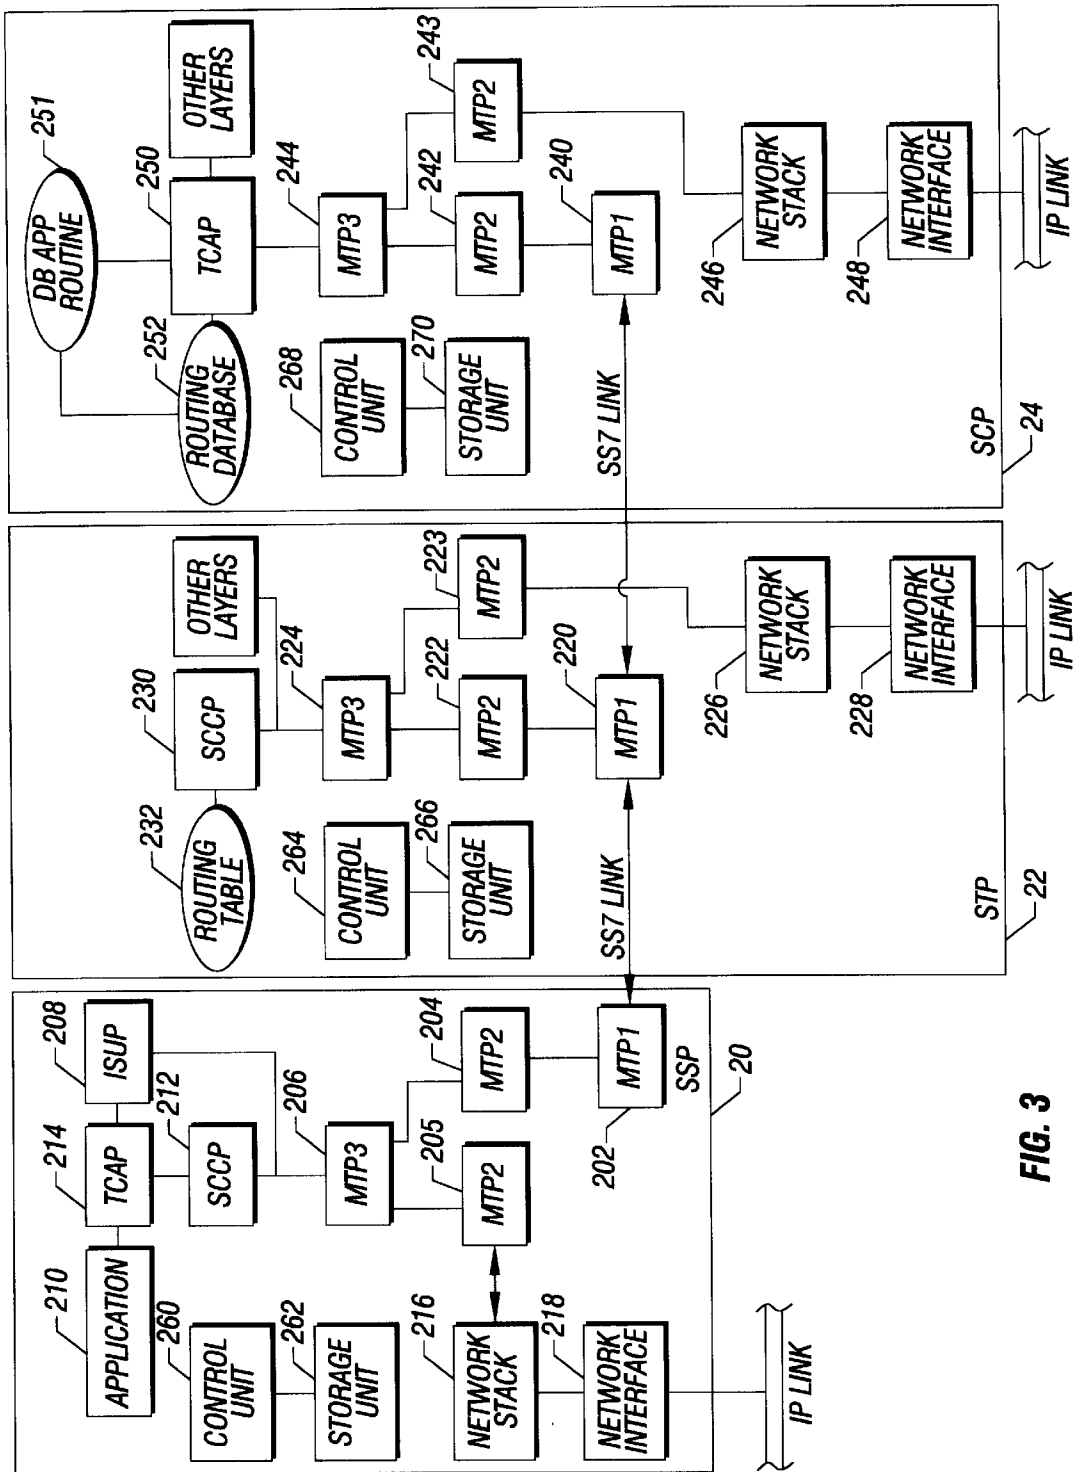 210
APPLICATION
214
TCAP
208
ISUP
212
SCCP
260
CONTROL
UNIT
262
STORAGE
UNIT
206
MTP3
205
MTP2
204
MTP2
216
NETWORK
STACK
218
NETWORK
INTERFACE
202
MTP1
SSP
20
IP LINK
SS7 LINK
232
ROUTING
TABLE
230
SCCP
OTHER
LAYERS
264
CONTROL
UNIT
266
STORAGE
UNIT
224
MTP3
222
MTP2
223
MTP2
220
MTP1
226
NETWORK
STACK
228
NETWORK
INTERFACE
STP
22
IP LINK
SS7 LINK
DB APP
ROUTINE
251
252
ROUTING
DATABASE
250
TCAP
OTHER
LAYERS
268
CONTROL
UNIT
270
STORAGE
UNIT
244
MTP3
242
MTP2
243
MTP2
240
MTP1
246
NETWORK
STACK
248
NETWORK
INTERFACE
SCP
24
IP LINK
FIG. 3